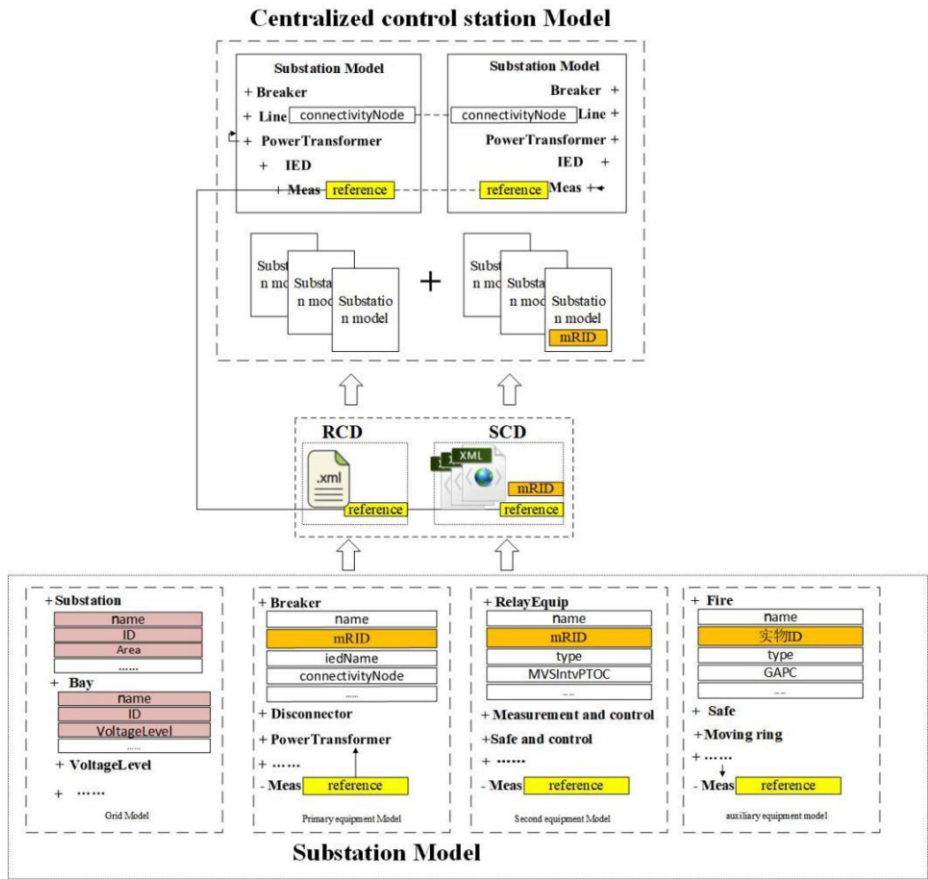 Centralized control station Model
Substation Model
+ Breaker
+ Line connectivityNode
+ PowerTransformer
+ IED
+ Meas reference
Substation Model
Breaker +
connectivityNode Line +
PowerTransformer +
IED +
reference Meas +
Substatio
n model
Substatio
n model
+
Substatio
n model
mRID
RCD
.xml
reference
SCD
XML
mRID
reference
+Substation
name
ID
Area
......
+ Bay
name
ID
VoltageLevel
......
+ VoltageLevel
+ ......
Grid Model
+ Breaker
name
mRID
iedName
connectivityNode
.....
+ Disconnector
+ PowerTransformer
+ ......
- Meas reference
Primary equipment Model
+ RelayEquip
name
mRID
type
MVSIntvPTOC
.. ..
+ Measurement and control
+Safe and control
+ ......
- Meas reference
Second equipment Model
+ Fire
name
实物ID
type
GAPC
.. ..
+ Safe
+Moving ring
+ ......
- Meas reference
auxiliary equipment model
Substation Model